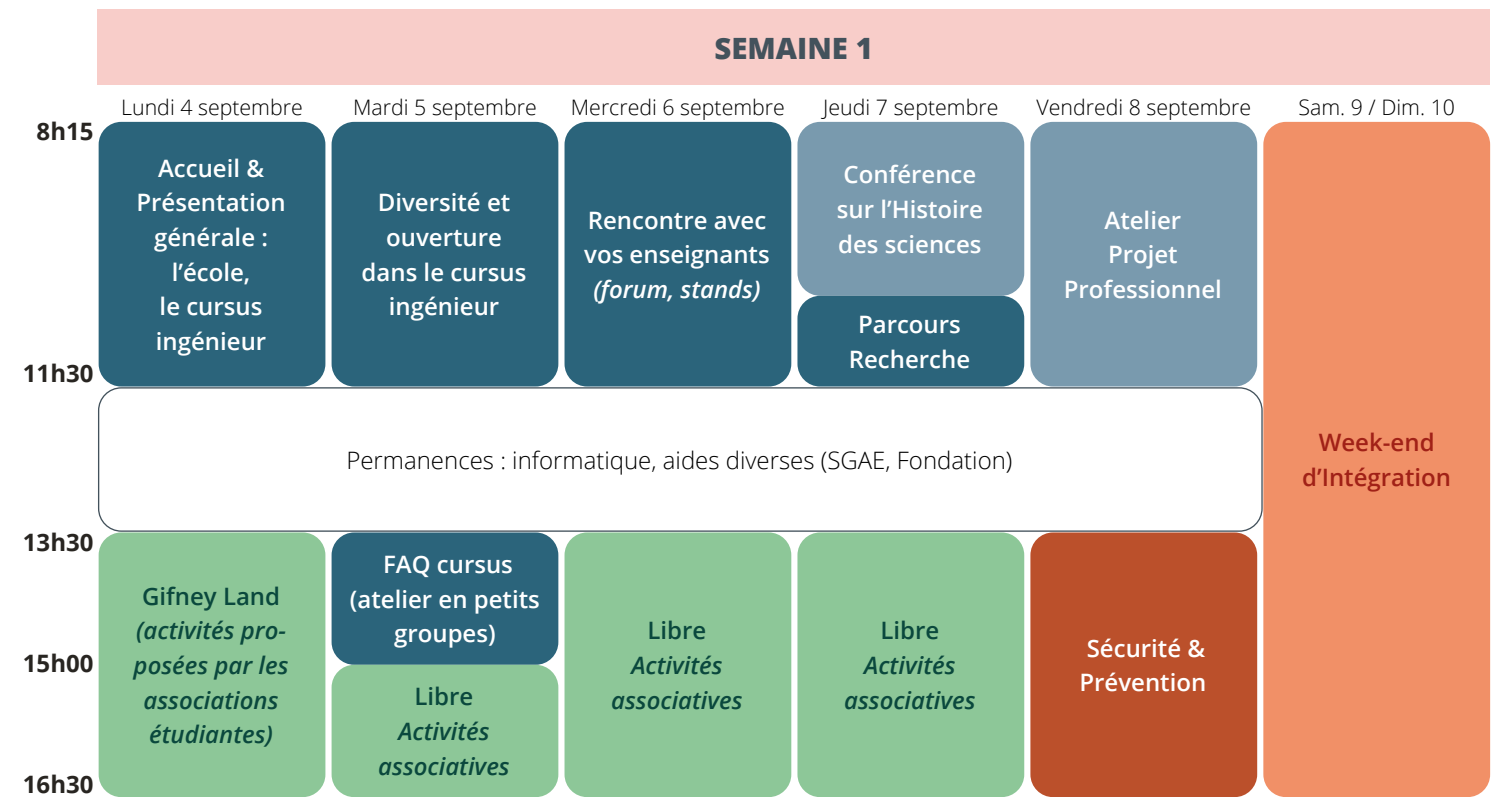 SEMAINE 1
Lundi 4 septembre
Mardi 5 septembre
Mercredi 6 septembre
Jeudi 7 septembre
Vendredi 8 septembre
Sam. 9 / Dim. 10
8h15
Accueil &
Présentation
générale :
l'école,
le cursus
ingénieur
Diversité et
ouverture
dans le cursus
ingénieur
Rencontre avec
vos enseignants
(forum, stands)
Conférence
sur l'Histoire
des sciences
Parcours
Recherche
Atelier
Projet
Professionnel
11h30
Permanences : informatique, aides diverses (SGAE, Fondation)
Week-end
d'Intégration
13h30
Gifney Land
(activités pro-
posées par les
associations
étudiantes)
FAQ cursus
(atelier en petits
groupes)
15h00
Libre
Activités
associatives
Libre
Activités
associatives
Libre
Activités
associatives
Sécurité &
Prévention
16h30